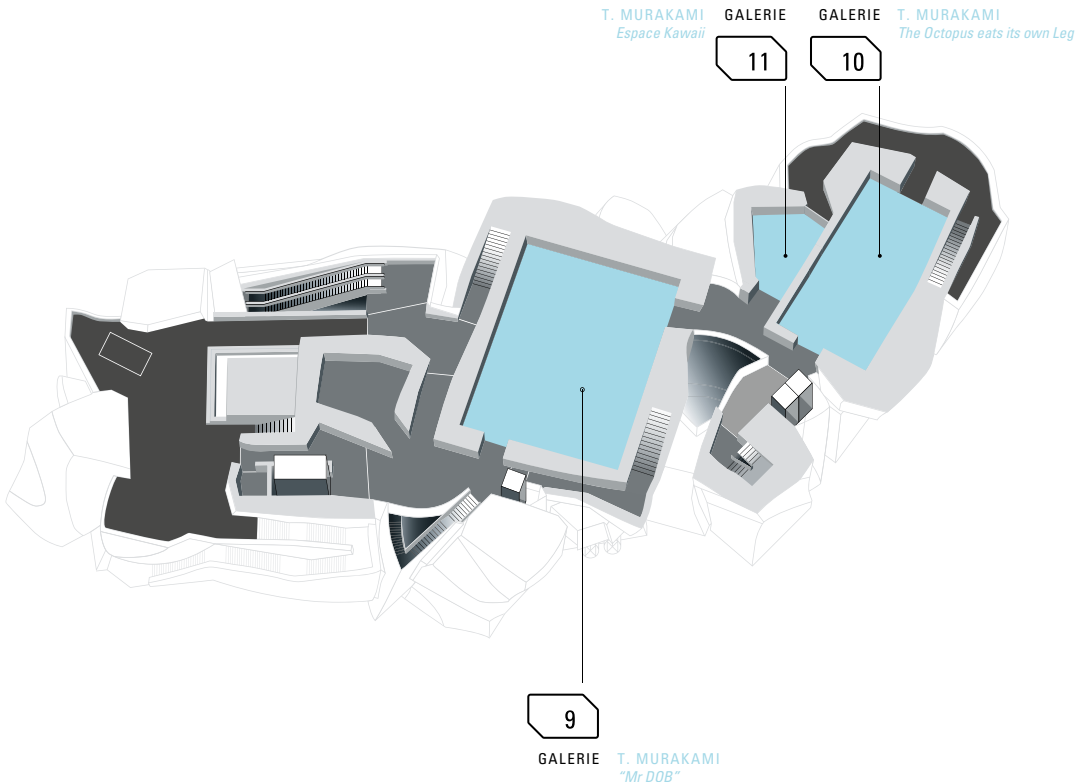 T. MURAKAMI GALERIE
Espace Kawaii
11
GALERIE T. MURAKAMI
The Octopus eats its own Leg
10
9
GALERIE T. MURAKAMI
"Mr DOB"